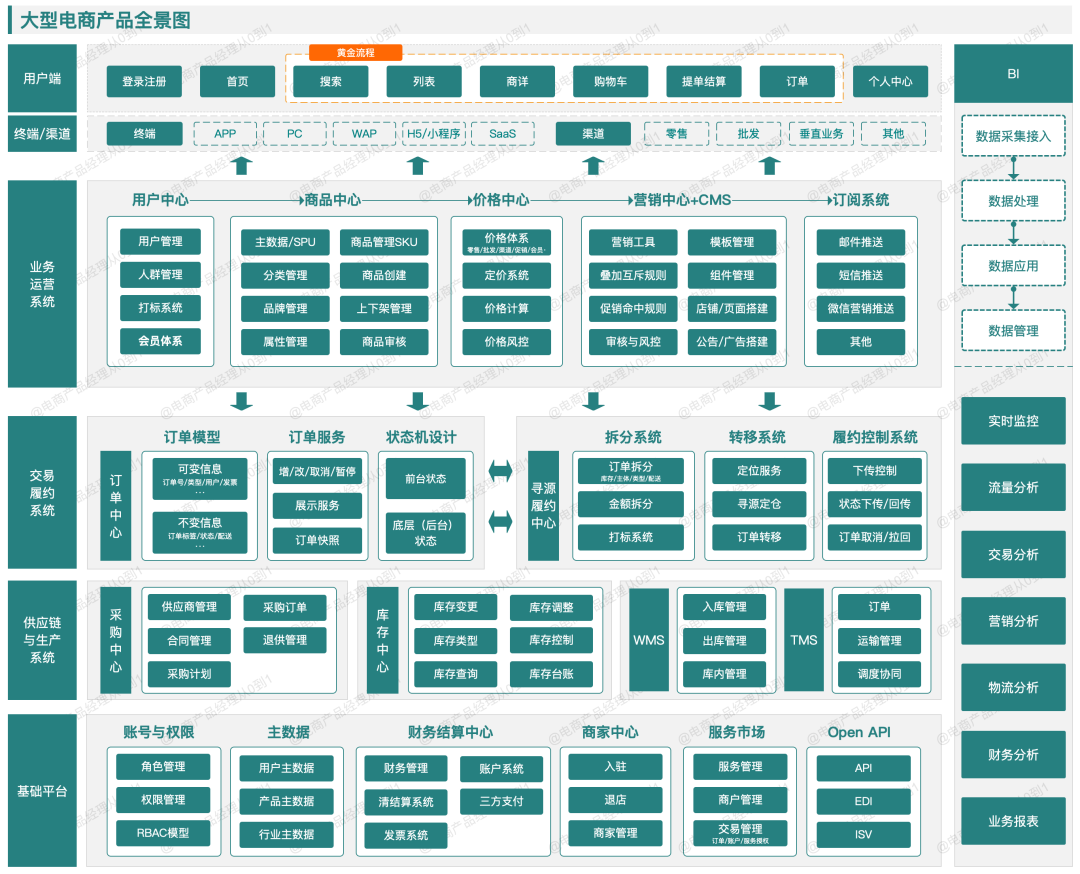 大型电商产品全景图
用户端
黄金流程
登录注册
首页
搜索
列表
商详
购物车
提单结算
订单
个人中心
终端/渠道
终端
APP
PC
WAP
H5/小程序
SaaS
渠道
零售
批发
垂直业务
其他
业务
运营
系统
用户中心
用户管理
人群管理
打标系统
会员体系
商品中心
主数据/SPU
商品管理SKU
分类管理
商品创建
品牌管理
上下架管理
属性管理
商品审核
价格中心
价格体系
零售/批发/渠道/促销/会员·
定价系统
价格计算
价格风控
营销中心+CMS
营销工具
模板管理
叠加互斥规则
组件管理
促销命中规则
店铺/页面搭建
审核与风控
公告/广告搭建
订阅系统
邮件推送
短信推送
微信营销推送
其他
交易
履约
系统
订单中心
订单模型
可变信息
订单号/类型/用户/发票
...
不变信息
订单标签/状态/配送
...
订单服务
增/改/取消/暂停
展示服务
订单快照
状态机设计
前台状态
底层（后台）
状态
寻源
履约
中心
拆分系统
订单拆分
库存/主体/类型/配送
金额拆分
打标系统
转移系统
定位服务
寻源定仓
订单转移
履约控制系统
下传控制
状态下传/回传
订单取消/拉回
供应链
与生产
系统
采购中心
供应商管理
采购订单
合同管理
退供管理
采购计划
库存中心
库存变更
库存调整
库存类型
库存控制
库存查询
库存台账
WMS
入库管理
出库管理
库内管理
TMS
订单
运输管理
调度协同
基础平台
账号与权限
角色管理
权限管理
RBAC模型
主数据
用户主数据
产品主数据
行业主数据
财务结算中心
财务管理
账户系统
清结算系统
三方支付
发票系统
商家中心
入驻
退店
商家管理
服务市场
服务管理
商户管理
交易管理
订单/账户/服务授权
Open API
API
EDI
ISV
BI
数据采集接入
数据处理
数据应用
数据管理
实时监控
流量分析
交易分析
营销分析
物流分析
财务分析
业务报表
@电商产品经理从0到1